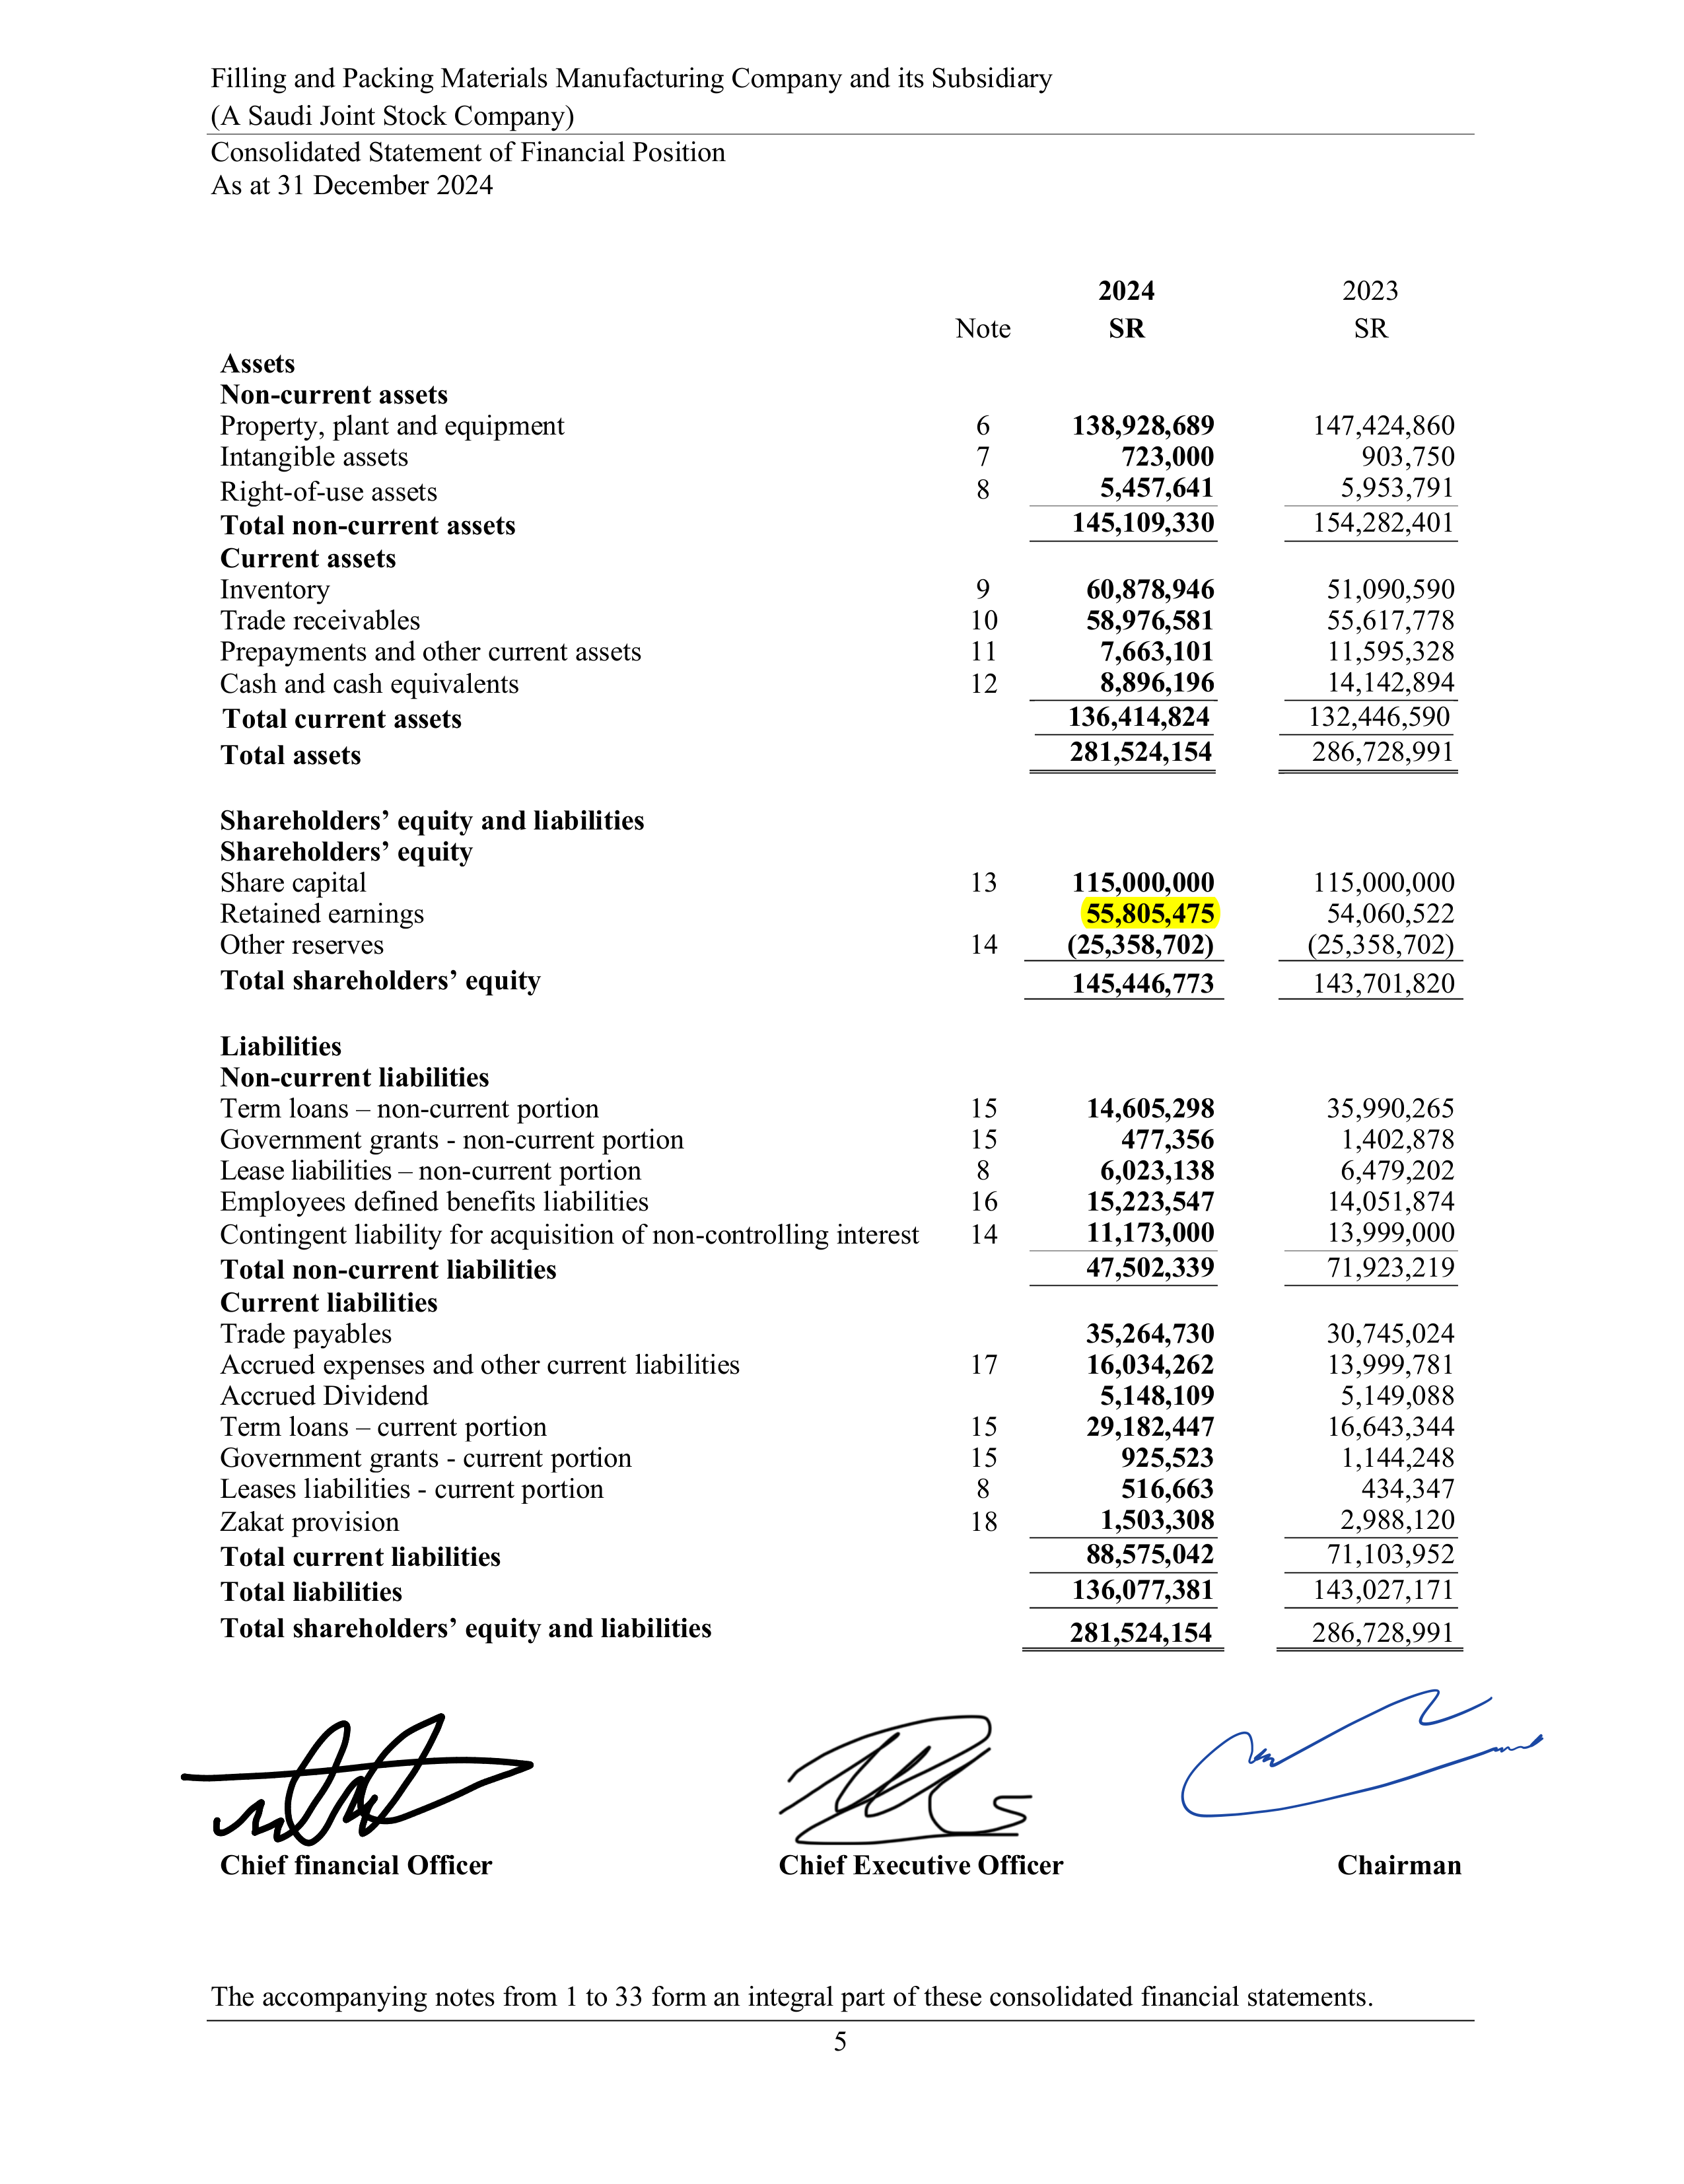 Filling and Packing Materials Manufacturing Company and its Subsidiary
(A Saudi Joint Stock Company)
Consolidated Statement of Financial Position
As at 31 December 2024
2024 2023
Note SR SR
Assets
Non-current assets
Property, plant and equipment 6 138,928,689 147,424,860
Intangible assets 7 723,000 903,750
Right-of-use assets 8 5,457,641 5,953,791
Total non-current assets 145,109,330 154,282,401
Current assets
Inventory 9 60,878,946 51,090,590
Trade receivables 10 58,976,581 55,617,778
Prepayments and other current assets 11 7,663,101 11,595,328
Cash and cash equivalents 12 8,896,196 14,142,894
Total current assets 136,414,824 132,446,590
Total assets 281,524,154 286,728,991
Shareholders’ equity and liabilities
Shareholders’ equity
Share capital 13 115,000,000 115,000,000
Retained earnings 55,805,475 54,060,522
Other reserves 14 (25,358,702) (25,358,702)
Total shareholders’ equity 145,446,773 143,701,820
Liabilities
Non-current liabilities
Term loans – non-current portion 15 14,605,298 35,990,265
Government grants - non-current portion 15 477,356 1,402,878
Lease liabilities – non-current portion 8 6,023,138 6,479,202
Employees defined benefits liabilities 16 15,223,547 14,051,874
Contingent liability for acquisition of non-controlling interest 14 11,173,000 13,999,000
Total non-current liabilities 47,502,339 71,923,219
Current liabilities
Trade payables 35,264,730 30,745,024
Accrued expenses and other current liabilities 17 16,034,262 13,999,781
Accrued Dividend 5,148,109 5,149,088
Term loans – current portion 15 29,182,447 16,643,344
Government grants - current portion 15 925,523 1,144,248
Leases liabilities - current portion 8 516,663 434,347
Zakat provision 18 1,503,308 2,988,120
Total current liabilities 88,575,042 71,103,952
Total liabilities 136,077,381 143,027,171
Total shareholders’ equity and liabilities 281,524,154 286,728,991
Chief financial Officer Chief Executive Officer Chairman
The accompanying notes from 1 to 33 form an integral part of these consolidated financial statements.
5